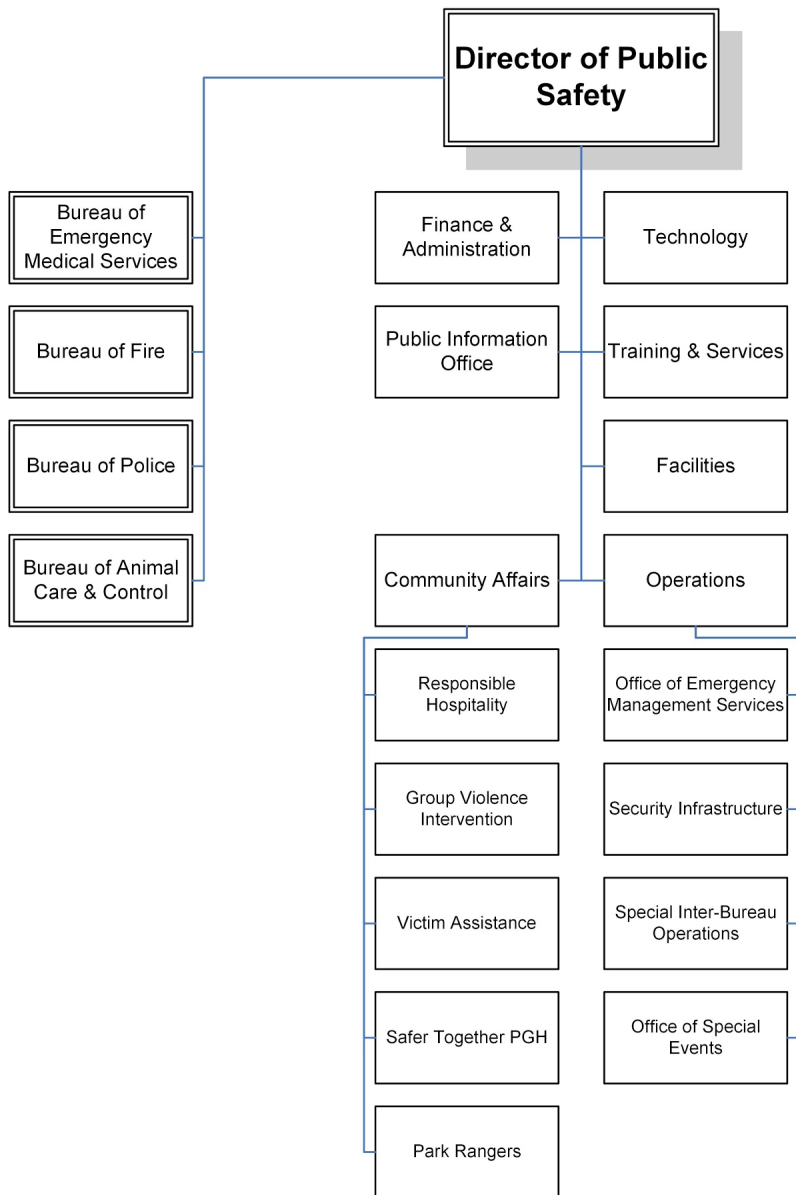 Director of Public
Safety
Bureau of
Emergency
Medical Services
Bureau of Fire
Bureau of Police
Bureau of Animal
Care & Control
Finance &
Administration
Technology
Public Information
Office
Training & Services
Facilities
Community Affairs
Operations
Responsible
Hospitality
Group Violence
Intervention
Victim Assistance
Safer Together PGH
Park Rangers
Office of Emergency
Management Services
Security Infrastructure
Special Inter-Bureau
Operations
Office of Special
Events